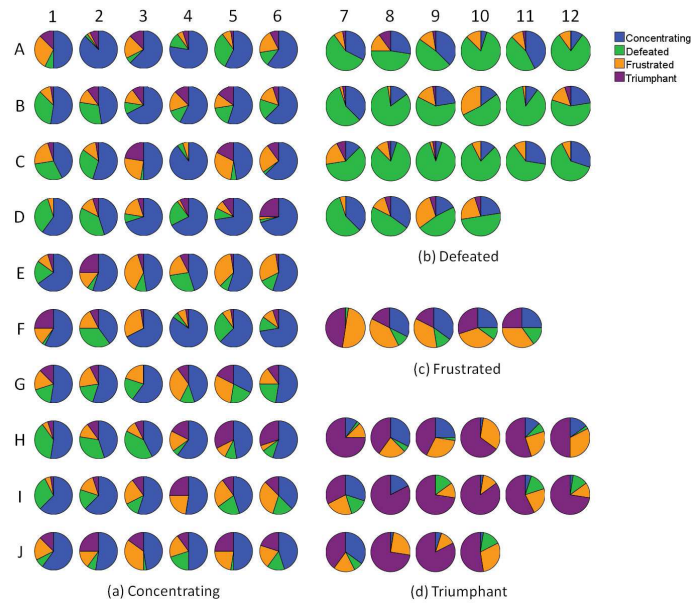 1 2 3 4 5 6 7 8 9 10 11 12
Concentrating
Defeated
Frustrated
Triumphant
A
B
C
D
(b) Defeated
E
F
(c) Frustrated
G
H
I
J
(a) Concentrating (d) Triumphant